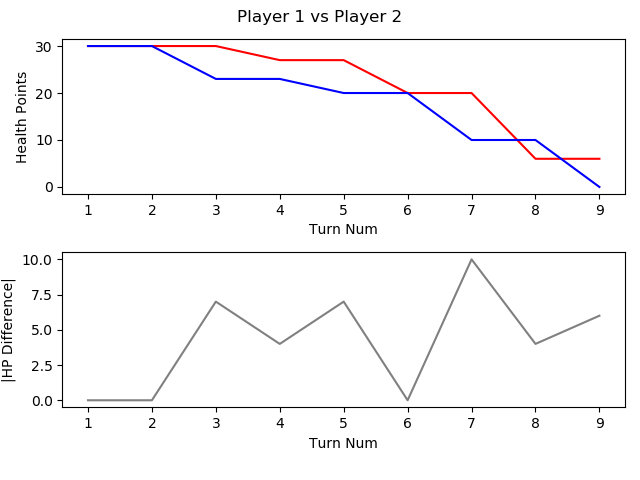 Player 1 vs Player 2
30
20
10
0
Health Points
1 2 3 4 5 6 7 8 9
Turn Num
10.0
7.5
5.0
2.5
0.0
|HP Difference|
1 2 3 4 5 6 7 8 9
Turn Num